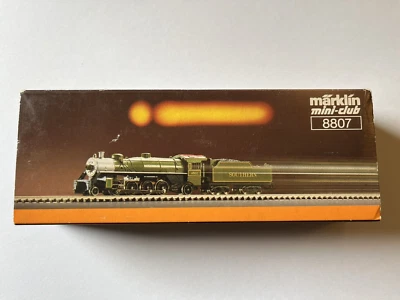 märklin
mini-club
8807
SOUTHERN